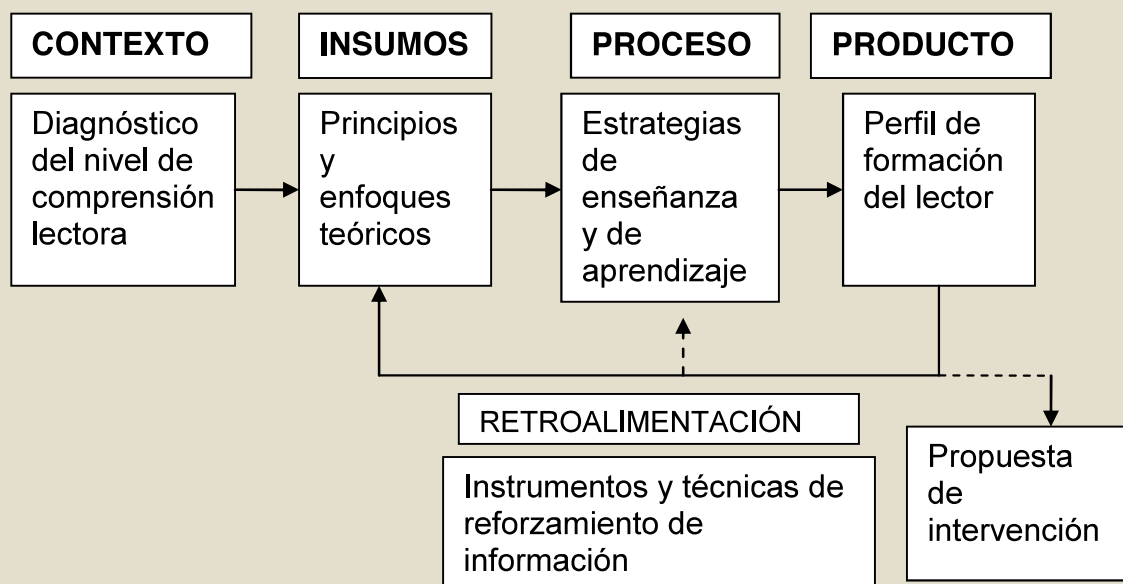 CONTEXTO
INSUMOS
PROCESO
PRODUCTO
Diagnóstico
del nivel de
comprensión
lectora
Principios
y
enfoques
teóricos
Estrategias
de
enseñanza
y de
aprendizaje
Perfil de
formación
del lector
RETROALIMENTACIÓN
Instrumentos y técnicas de
reforzamiento de
información
Propuesta
de
intervención